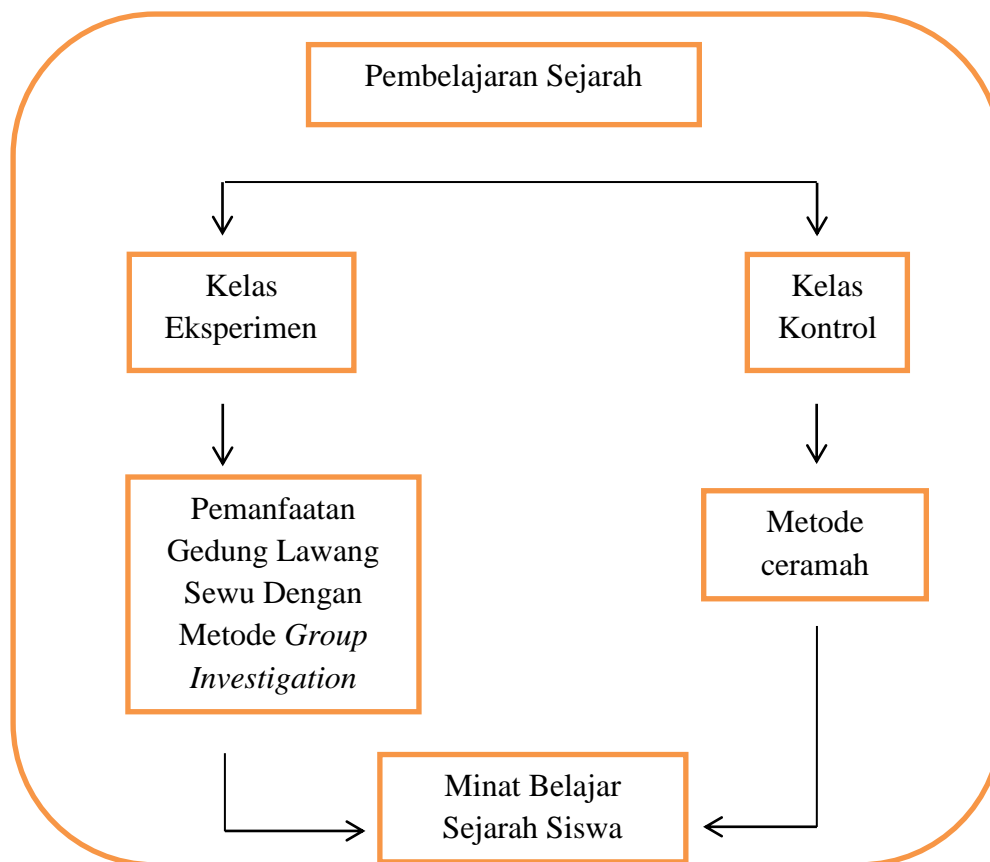 Pembelajaran Sejarah
Kelas
Eksperimen
Kelas
Kontrol
Pemanfaatan
Gedung Lawang
Sewu Dengan
Metode Group
Investigation
Metode
ceramah
Minat Belajar
Sejarah Siswa